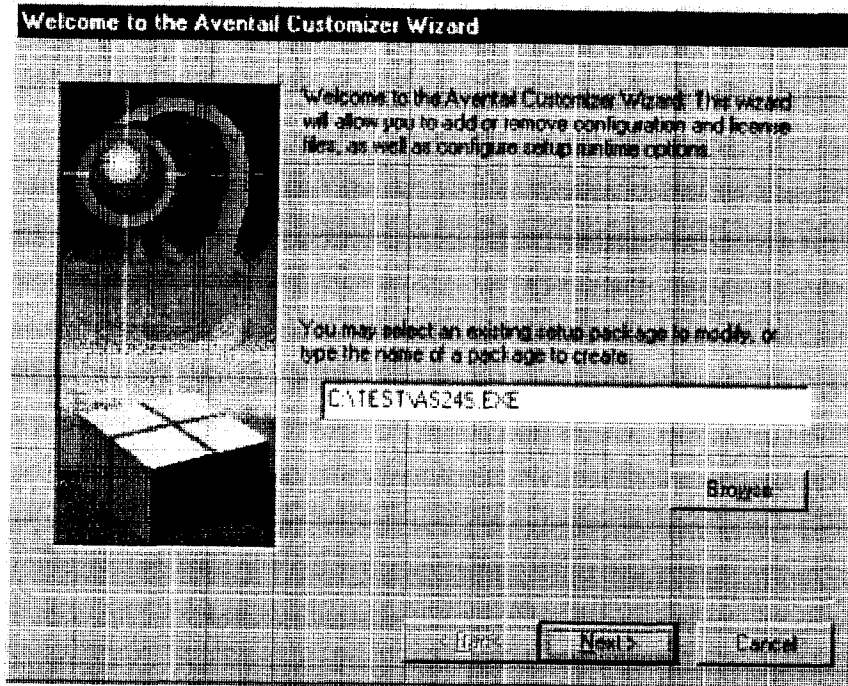 Welcome to the Aventail Customizer Wizard
Welcome to the Aventail Customizer Wizard. This wizard
will allow you to add or remove configuration and license
files, as well as configure setup runtime options.
You may select an existing setup package to modify, or
type the name of a package to create.
C:\TEST\AS245.EXE
Browse
Next >
Cancel